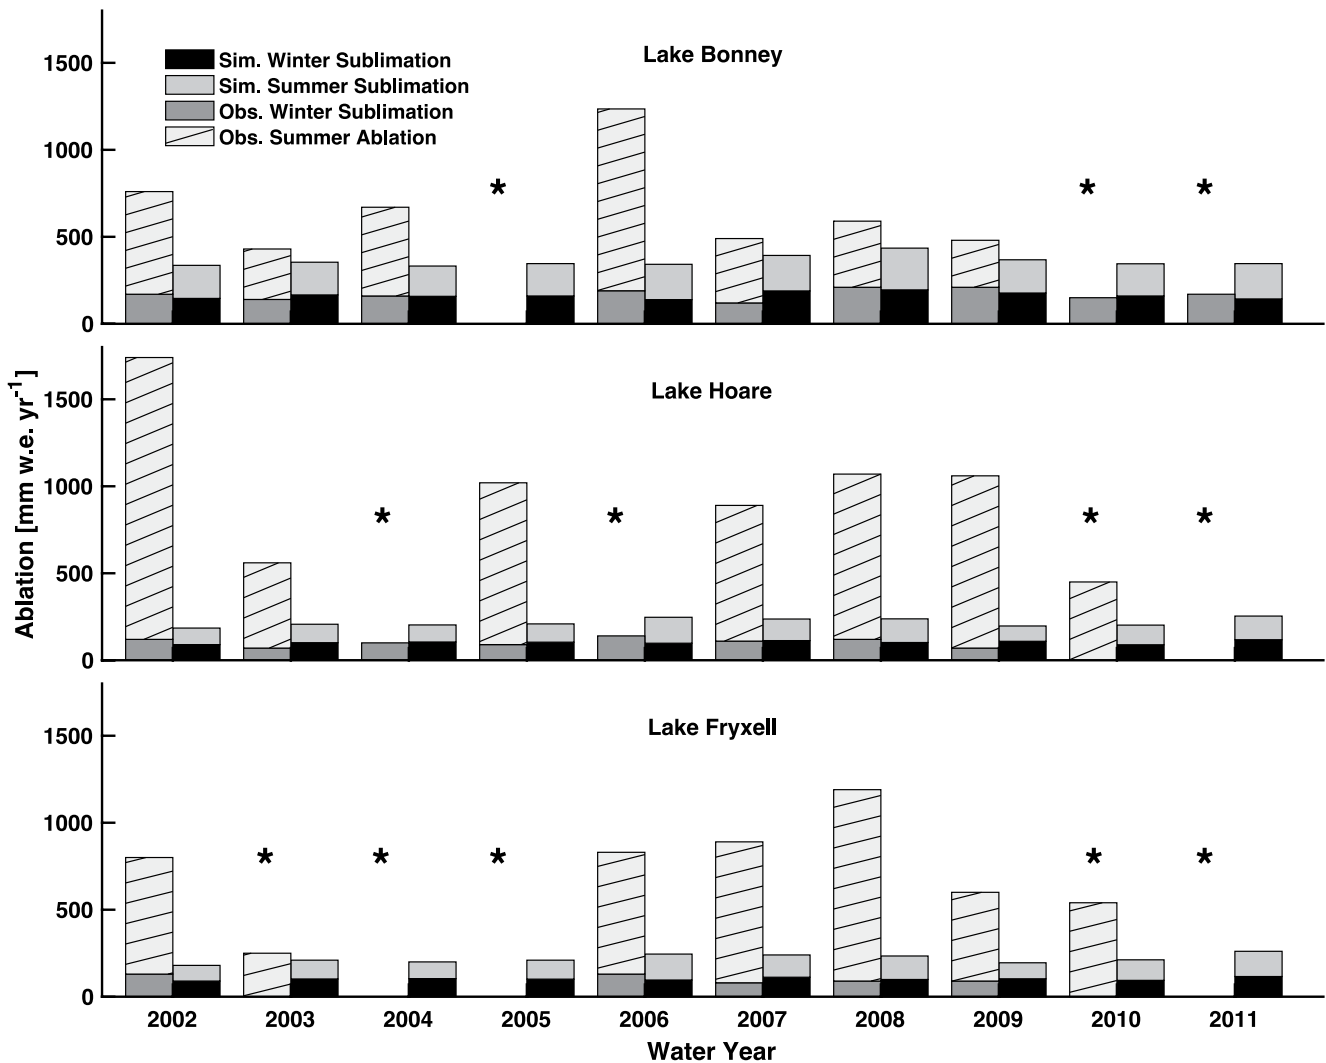 Lake Bonney
Sim. Winter Sublimation
Sim. Summer Sublimation
Obs. Winter Sublimation
Obs. Summer Ablation
1500
1000
500
0
*
*
*
Lake Hoare
1500
1000
500
0
*
*
*
*
Ablation [mm w.e. yr-1]
Lake Fryxell
1500
1000
500
0
*
*
*
*
*
2002 2003 2004 2005 2006 2007 2008 2009 2010 2011
Water Year